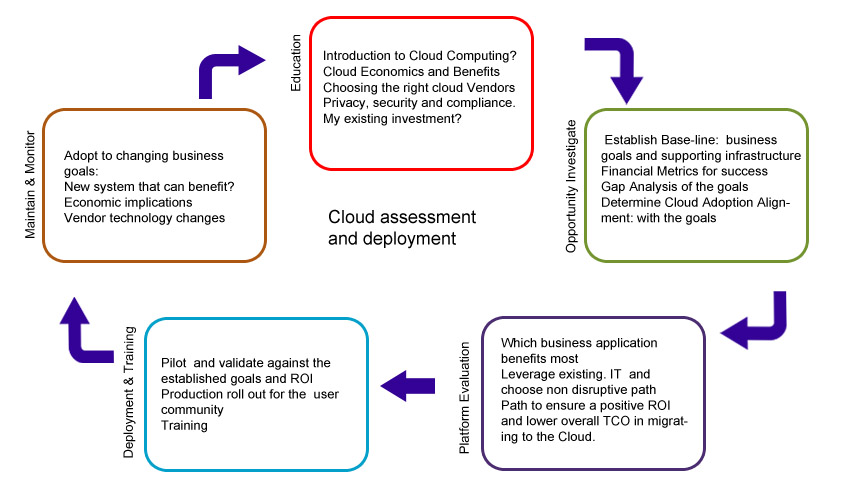 Education
Introduction to Cloud Computing?
Cloud Economics and Benefits
Choosing the right cloud Vendors
Privacy, security and compliance.
My existing investment?
Opportunity Investigate
Establish Base-line: business
goals and supporting infrastructure
Financial Metrics for success
Gap Analysis of the goals
Determine Cloud Adoption Align-
ment: with the goals
Maintain & Monitor
Adopt to changing business
goals:
New system that can benefit?
Economic implications
Vendor technology changes
Cloud assessment
and deployment
Platform Evaluation
Which business application
benefits most
Leverage existing. IT and
choose non disruptive path
Path to ensure a positive ROI
and lower overall TCO in migrat-
ing to the Cloud.
Deployment & Training
Pilot and validate against the
established goals and ROI
Production roll out for the user
community
Training